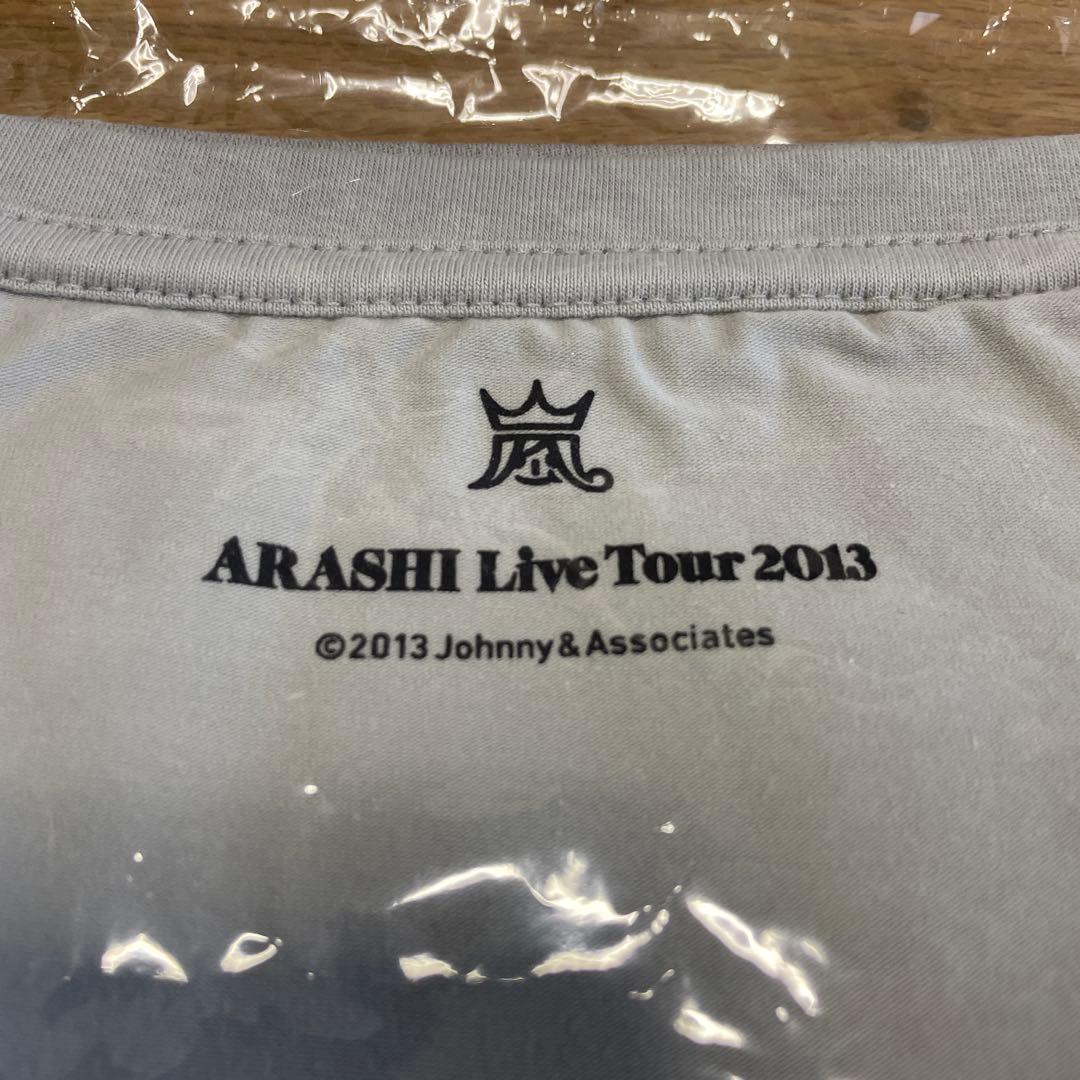 嵐
ARASHI Live Tour 2013
©2013 Johnny & Associates